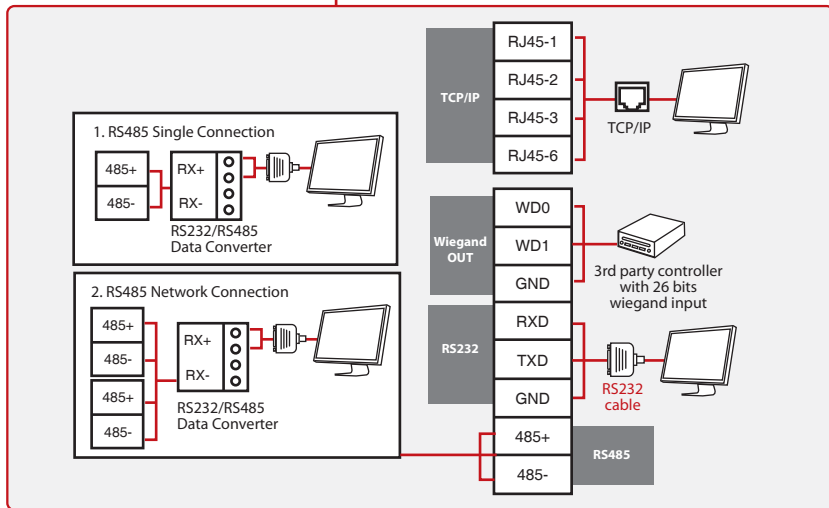 1. RS485 Single Connection
485+
485-
RX+
RX-
RS232/RS485
Data Converter
2. RS485 Network Connection
485+
485-
485+
485-
RX+
RX-
RS232/RS485
Data Converter
TCP/IP
RJ45-1
RJ45-2
RJ45-3
RJ45-6
TCP/IP
Wiegand
OUT
WD0
WD1
GND
3rd party controller
with 26 bits
wiegand input
RS232
RXD
TXD
GND
RS232
cable
485+
485-
RS485